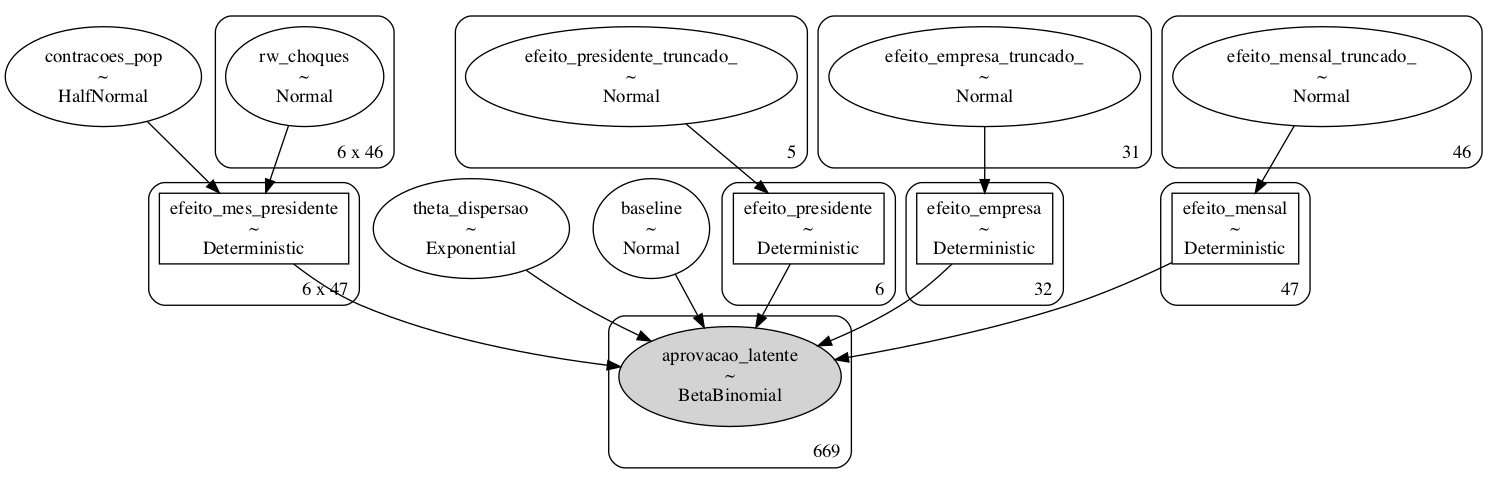 contracoes_pop
~
HalfNormal
rw_choques
~
Normal
6 x 46
efeito_presidente_truncado_
~
Normal
5
efeito_empresa_truncado_
~
Normal
31
efeito_mensal_truncado_
~
Normal
46
efeito_mes_presidente
~
Deterministic
6 x 47
theta_dispersao
~
Exponential
baseline
~
Normal
efeito_presidente
~
Deterministic
6
efeito_empresa
~
Deterministic
32
efeito_mensal
~
Deterministic
47
aprovacao_latente
~
BetaBinomial
669